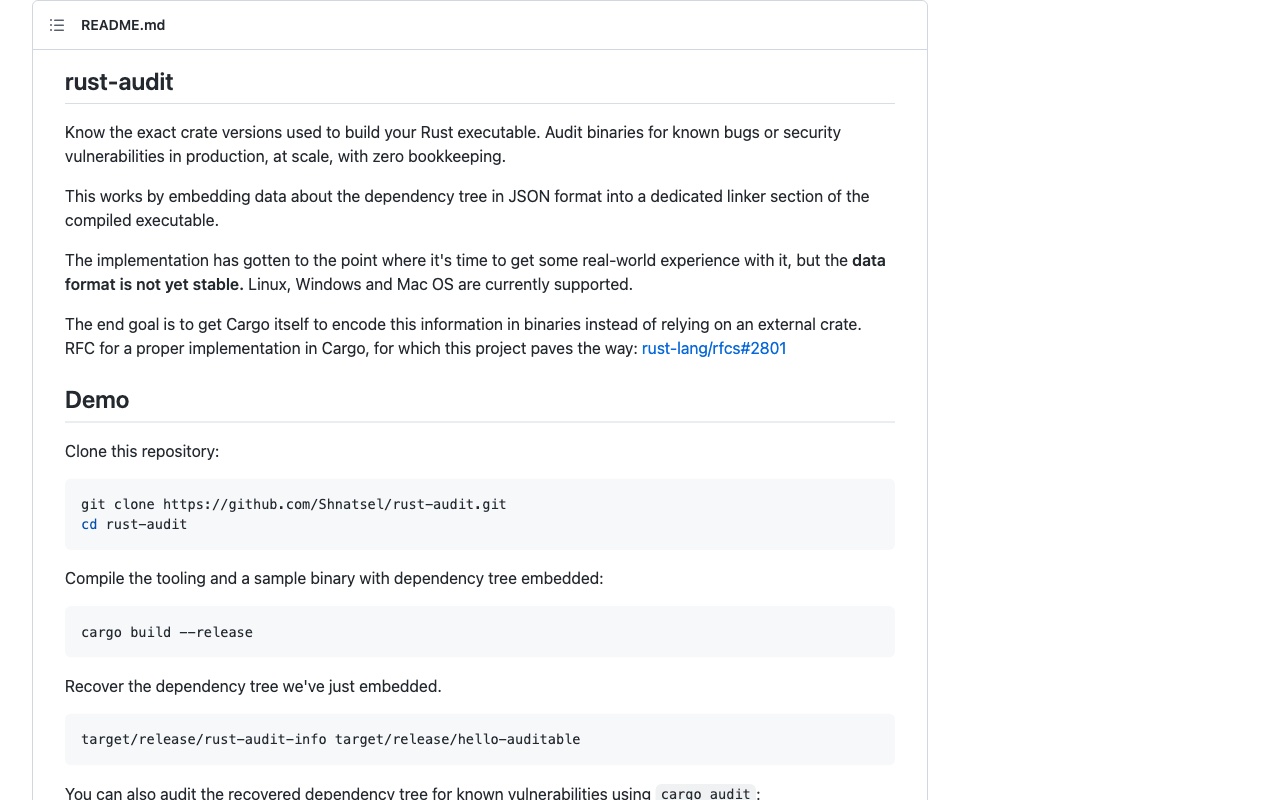 README.md
rust-audit
Know the exact crate versions used to build your Rust executable. Audit binaries for known bugs or security
vulnerabilities in production, at scale, with zero bookkeeping.
This works by embedding data about the dependency tree in JSON format into a dedicated linker section of the
compiled executable.
The implementation has gotten to the point where it's time to get some real-world experience with it, but the data
format is not yet stable. Linux, Windows and Mac OS are currently supported.
The end goal is to get Cargo itself to encode this information in binaries instead of relying on an external crate.
RFC for a proper implementation in Cargo, for which this project paves the way: rust-lang/rfcs#2801
Demo
Clone this repository:
git clone https://github.com/Shnatsel/rust-audit.git
cd rust-audit
Compile the tooling and a sample binary with dependency tree embedded:
cargo build --release
Recover the dependency tree we've just embedded.
target/release/rust-audit-info target/release/hello-auditable
You can also audit the recovered dependency tree for known vulnerabilities using cargo audit: